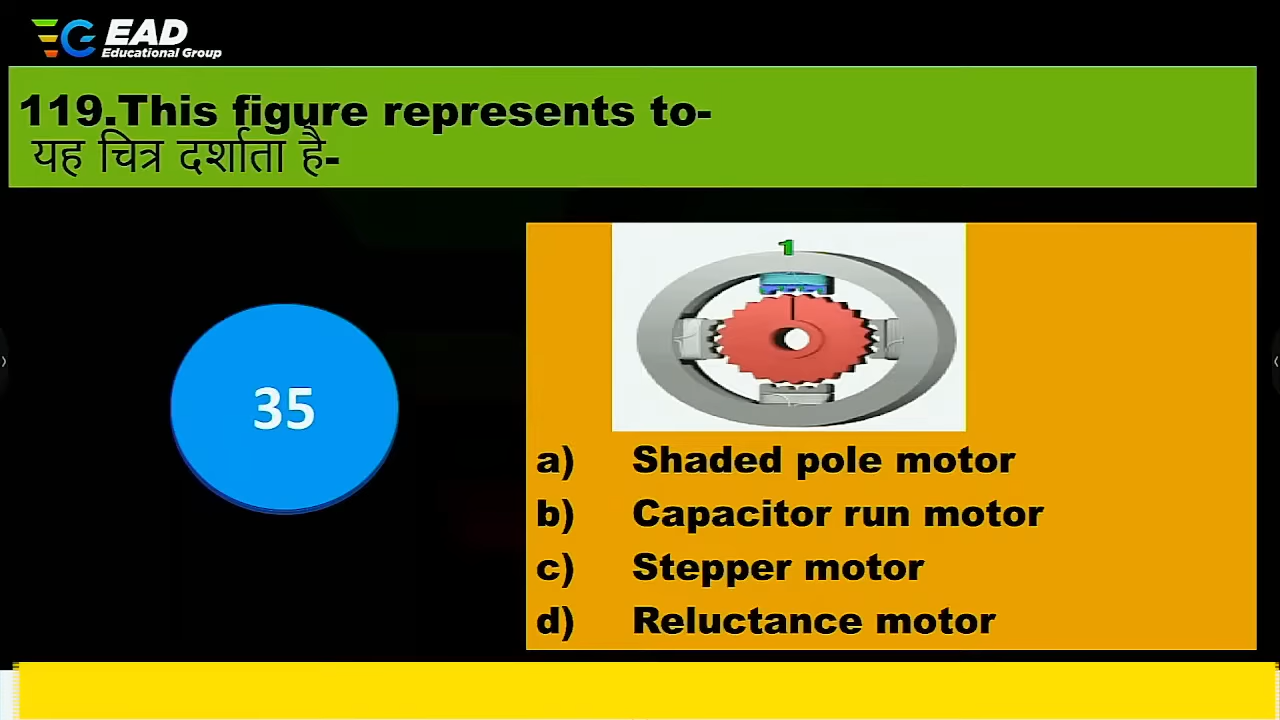 EAD
Educational Group
119.This figure represents to-
यह चित्र दर्शाता है-
1
35
a) Shaded pole motor
b) Capacitor run motor
c) Stepper motor
d) Reluctance motor